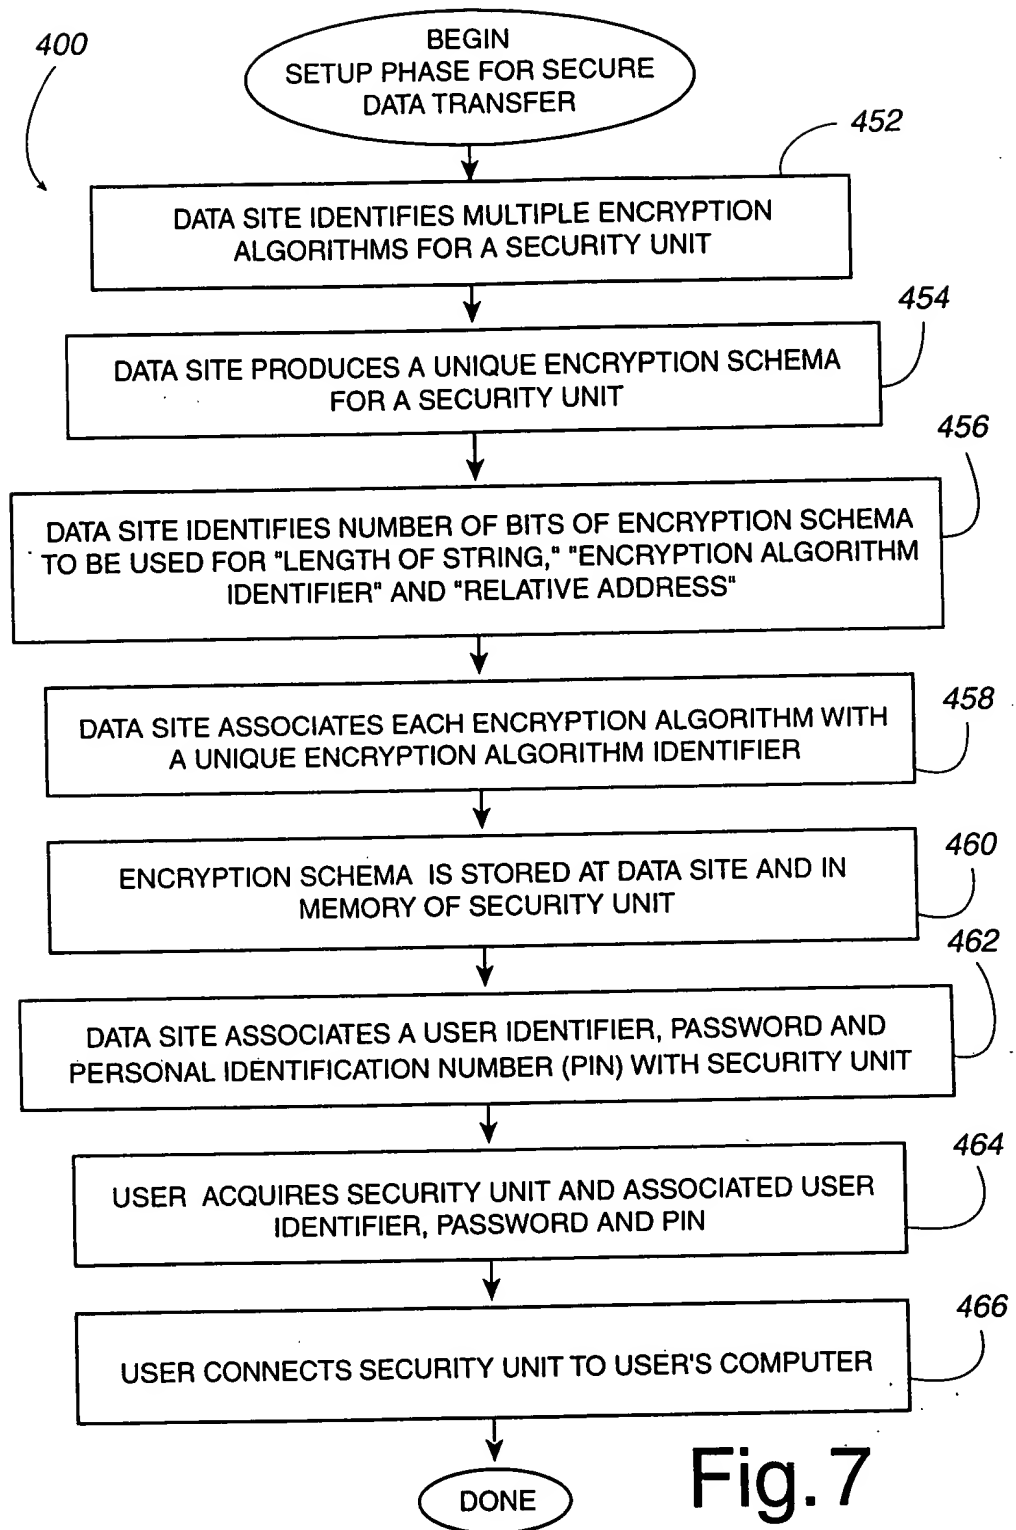 400
BEGIN
SETUP PHASE FOR SECURE
DATA TRANSFER
452
DATA SITE IDENTIFIES MULTIPLE ENCRYPTION
ALGORITHMS FOR A SECURITY UNIT
454
DATA SITE PRODUCES A UNIQUE ENCRYPTION SCHEMA
FOR A SECURITY UNIT
456
DATA SITE IDENTIFIES NUMBER OF BITS OF ENCRYPTION SCHEMA
TO BE USED FOR "LENGTH OF STRING," "ENCRYPTION ALGORITHM
IDENTIFIER" AND "RELATIVE ADDRESS"
458
DATA SITE ASSOCIATES EACH ENCRYPTION ALGORITHM WITH
A UNIQUE ENCRYPTION ALGORITHM IDENTIFIER
460
ENCRYPTION SCHEMA IS STORED AT DATA SITE AND IN
MEMORY OF SECURITY UNIT
462
DATA SITE ASSOCIATES A USER IDENTIFIER, PASSWORD AND
PERSONAL IDENTIFICATION NUMBER (PIN) WITH SECURITY UNIT
464
USER ACQUIRES SECURITY UNIT AND ASSOCIATED USER
IDENTIFIER, PASSWORD AND PIN
466
USER CONNECTS SECURITY UNIT TO USER'S COMPUTER
DONE
Fig. 7